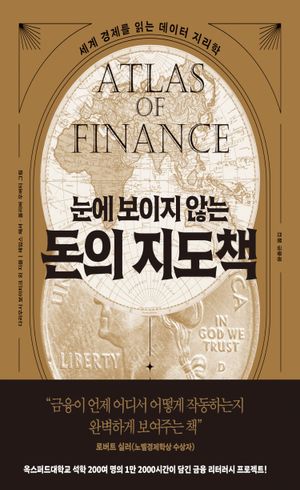 세계 경제를 읽는 데이터 지리학
ATLAS
OF
FINANCE
눈에 보이지 않는
돈의 지도책
LIBERTY
IN GOD WE
TRUST
D
“금융이 언제 어디서 어떻게 작동하는지
완벽하게 보여주는 책”
로버트 실러(노벨경제학상 수상자)
옥스퍼드대학교 석학 200여 명의 1만 2000시간이 담긴 금융 리터러시 프로젝트!